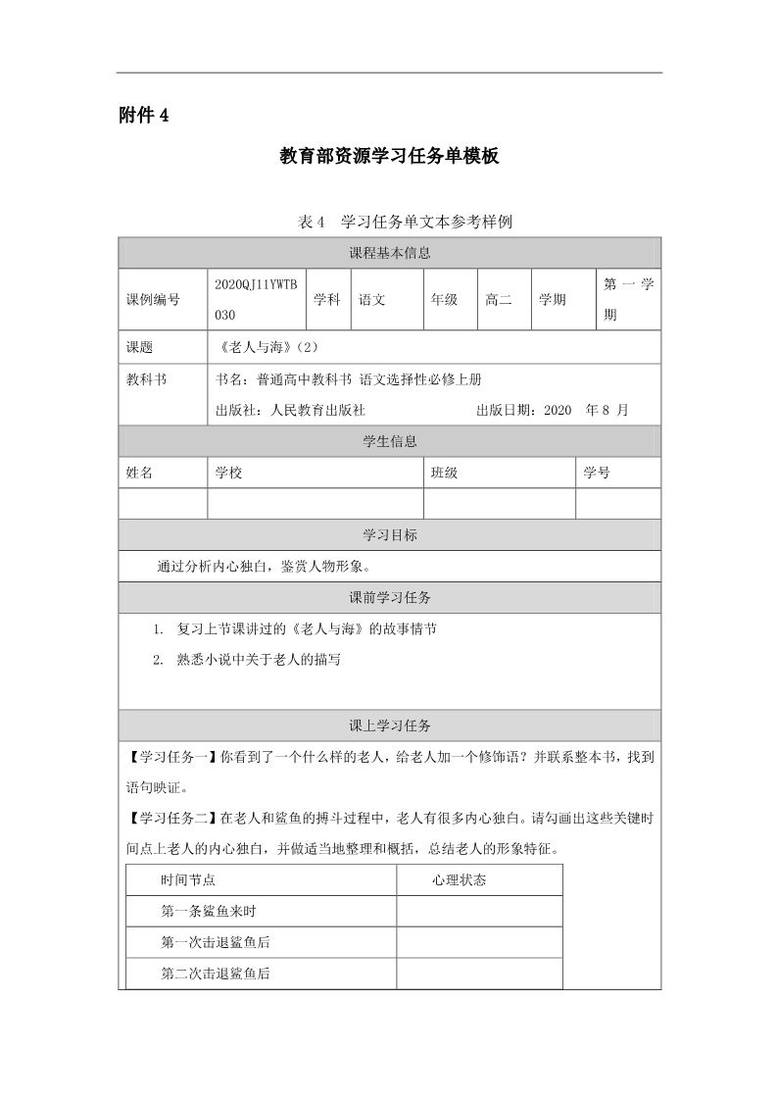 附件 4
教育部资源学习任务单模板
表 4 学习任务单文本参考样例
课程基本信息
课例编号 2020QJ11YWTB030 学科 语文 年级 高二 学期 第一学期
课题 《老人与海》(2)
教科书 书名：普通高中教科书 语文选择性必修上册
出版社：人民教育出版社 出版日期：2020 年 8 月
学生信息
姓名 学校 班级 学号
学习目标
通过分析内心独白，鉴赏人物形象。
课前学习任务
1. 复习上节课讲过的《老人与海》的故事情节
2. 熟悉小说中关于老人的描写
课上学习任务
【学习任务一】你看到了一个什么样的老人，给老人加一个修饰语？并联系整本书，找到
语句映证。
【学习任务二】在老人和鲨鱼的搏斗过程中，老人有很多内心独白。请勾画出这些关键时
间点上老人的内心独白，并做适当地整理和概括，总结老人的形象特征。
时间节点 心理状态
第一条鲨鱼来时
第一次击退鲨鱼后
第二次击退鲨鱼后